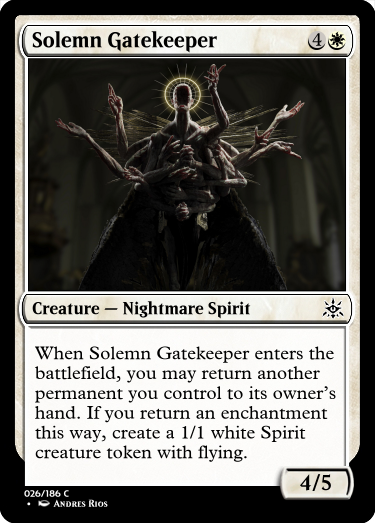 Solemn Gatekeeper 4
Creature — Nightmare Spirit
When Solemn Gatekeeper enters the
battlefield, you may return another
permanent you control to its owner's
hand. If you return an enchantment
this way, create a 1/1 white Spirit
creature token with flying.
4/5
026/186 C
• Andres Rios